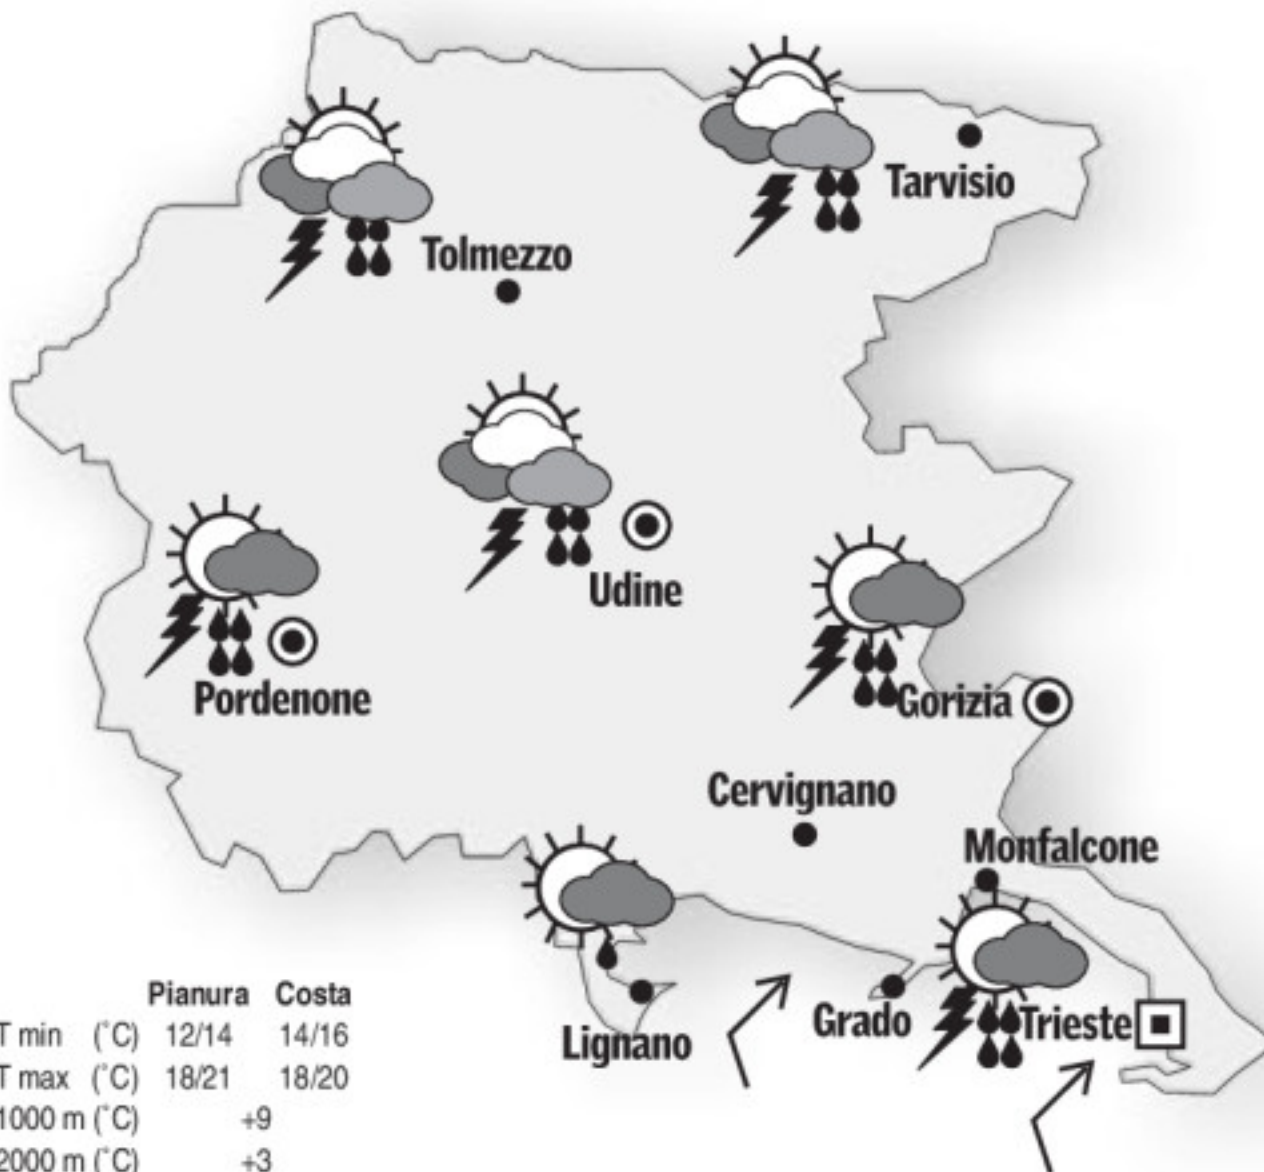 Tarvisio
Tolmezzo
Udine
Pordenone
Gorizia
Cervignano
Monfalcone
Lignano
Grado
Trieste
Pianura Costa
T min (°C) 12/14 14/16
T max (°C) 18/21 18/20
1000 m (°C) +9
2000 m (°C) +3